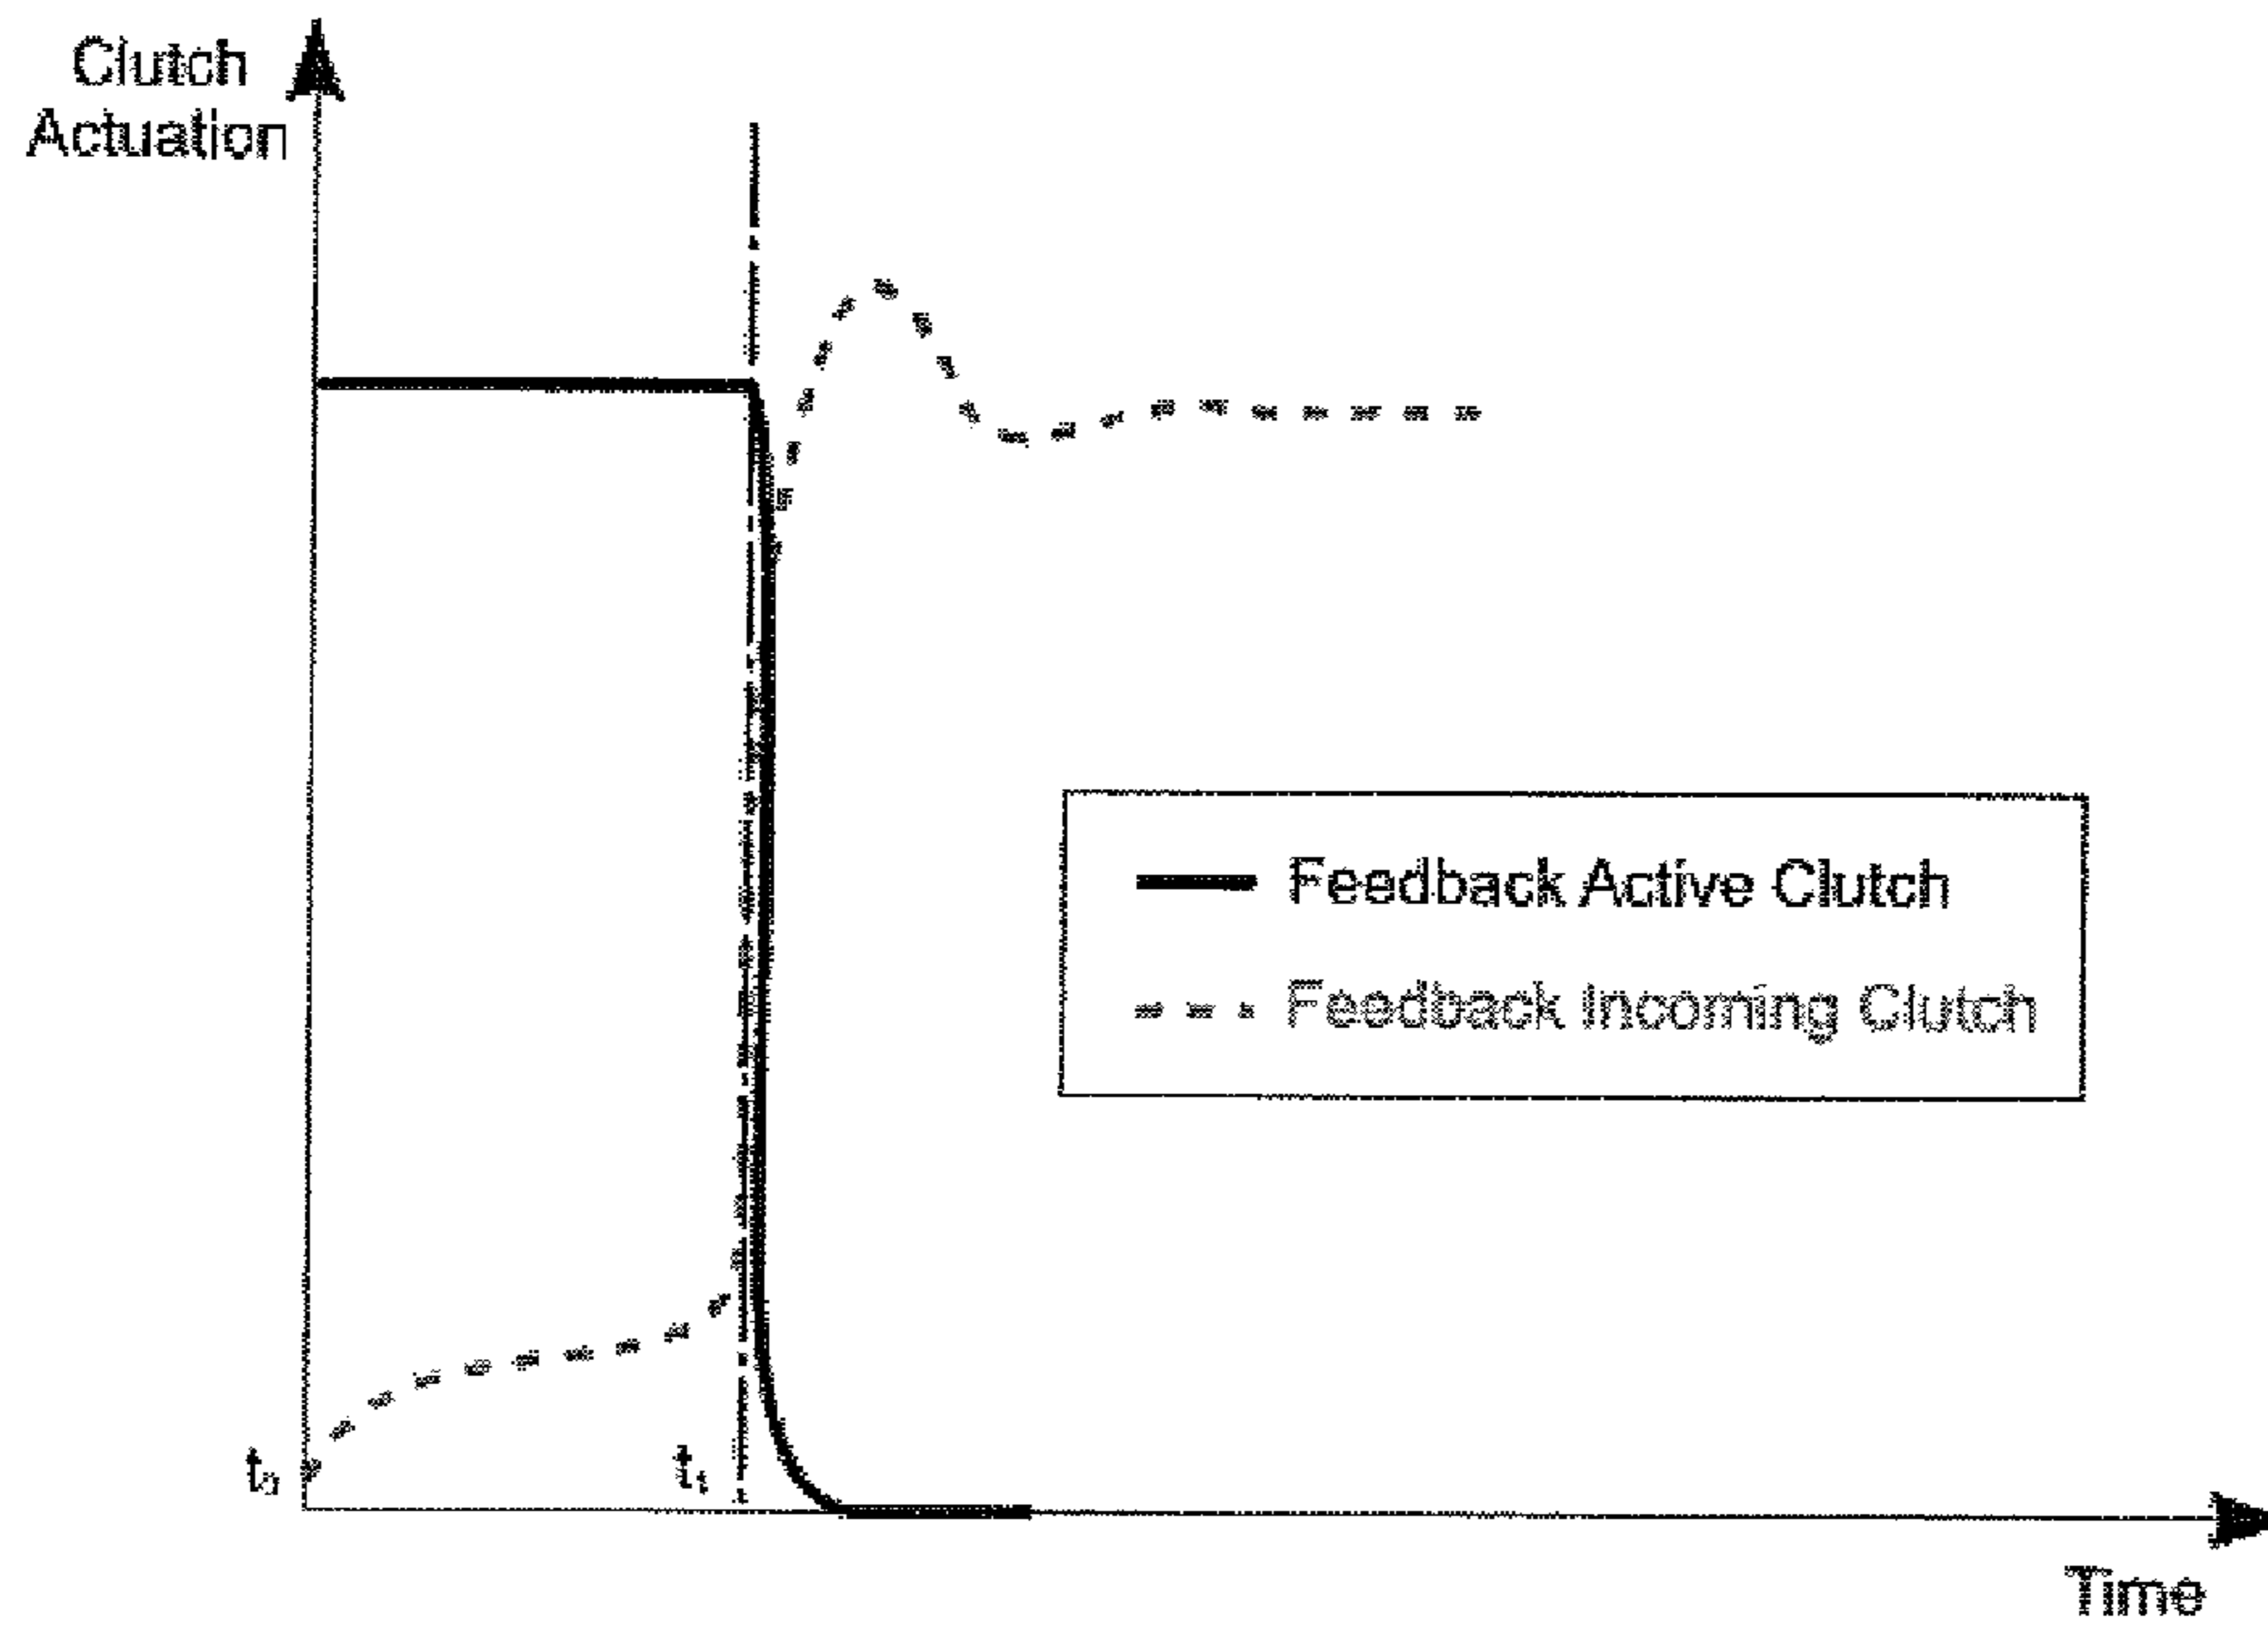 Clutch
Actuation
Feedback Active Clutch
Feedback Incoming Clutch
t₀
t₁
Time